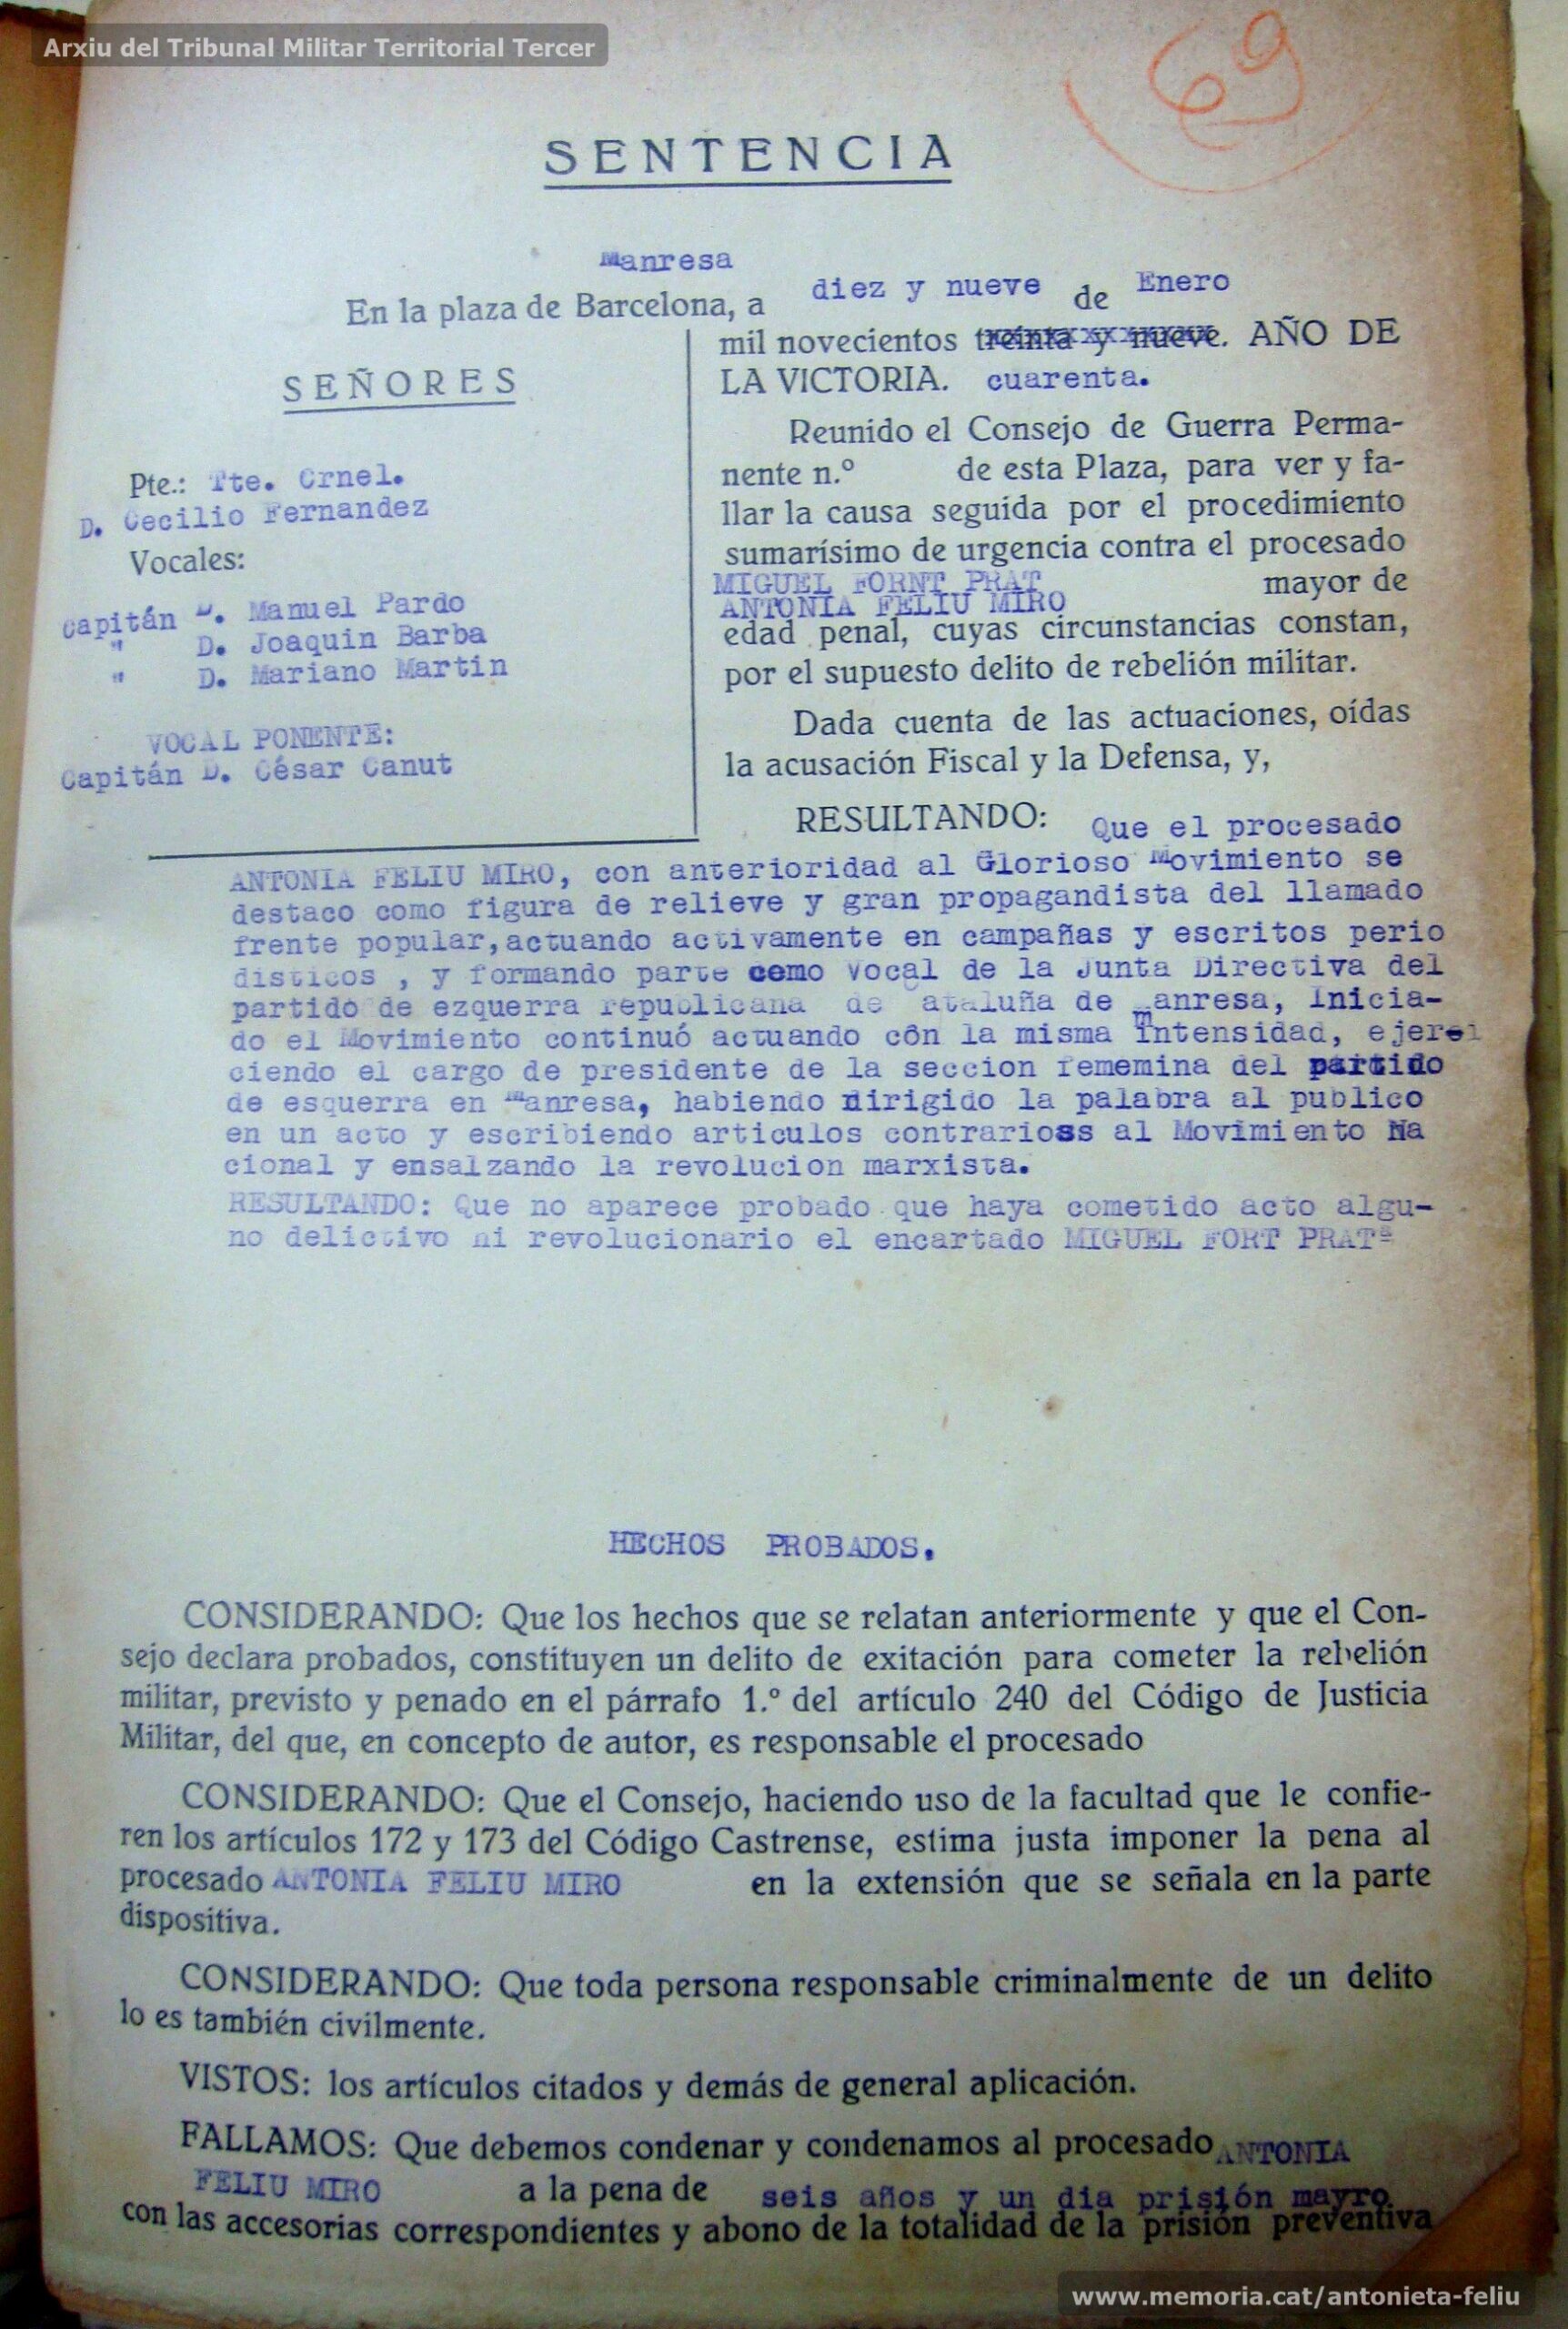 Arxiu del Tribunal Militar Territorial Tercer
69
SENTENCIA
Manresa
En la plaza de Barcelona, a diez y nueve de Enero
mil novecientos treinta y nueve. AÑO DE
LA VICTORIA. cuarenta.
SEÑORES
Pte.: Tte. Crnel.
D. Cecilio Fernandez
Vocales:
Capitán D. Manuel Pardo
" D. Joaquin Barba
" D. Mariano Martin
VOCAL PONENTE:
Capitán D. César Canut
Reunido el Consejo de Guerra Perma-
nente n.º de esta Plaza, para ver y fa-
llar la causa seguida por el procedimiento
sumarísimo de urgencia contra el procesado
MIGUEL FORNT PRAT mayor de
ANTONIA FELIU MIRO
edad penal, cuyas circunstancias constan,
por el supuesto delito de rebelión militar.
Dada cuenta de las actuaciones, oídas
la acusación Fiscal y la Defensa, y,
RESULTANDO: Que el procesado
ANTONIA FELIU MIRO, con anterioridad al Glorioso Movimiento se
destaco como figura de relieve y gran propagandista del llamado
frente popular, actuando activamente en campañas y escritos perio
disticos , y formando parte como vocal de la Junta Directiva del
partido de ezquerra republicana de ataluña de manresa, Inicia-
do el Movimiento continuó actuando côn la misma intensidad, ejerci
ciendo el cargo de presidente de la seccion fememina del partido
de esquerra en Manresa, habiendo dirigido la palabra al publico
en un acto y escribiendo articulos contrarioss al Movimiento Na
cional y ensalzando la revolucion marxista.
RESULTANDO: Que no aparece probado que haya cometido acto algu-
no delictivo ni revolucionario el encartado MIGUEL FORT PRATª
HECHOS PROBADOS.
CONSIDERANDO: Que los hechos que se relatan anteriormente y que el Con-
sejo declara probados, constituyen un delito de exitación para cometer la rebelión
militar, previsto y penado en el párrafo 1.º del artículo 240 del Código de Justicia
Militar, del que, en concepto de autor, es responsable el procesado
CONSIDERANDO: Que el Consejo, haciendo uso de la facultad que le confie-
ren los artículos 172 y 173 del Código Castrense, estima justa imponer la pena al
procesado ANTONIA FELIU MIRO en la extensión que se señala en la parte
dispositiva.
CONSIDERANDO: Que toda persona responsable criminalmente de un delito
lo es también civilmente.
VISTOS: los artículos citados y demás de general aplicación.
FALLAMOS: Que debemos condenar y condenamos al procesado ANTONIA
FELIU MIRO a la pena de seis años y un dia prisión mayro
con las accesorias correspondientes y abono de la totalidad de la prisión preventiva
www.memoria.cat/antonieta-feliu